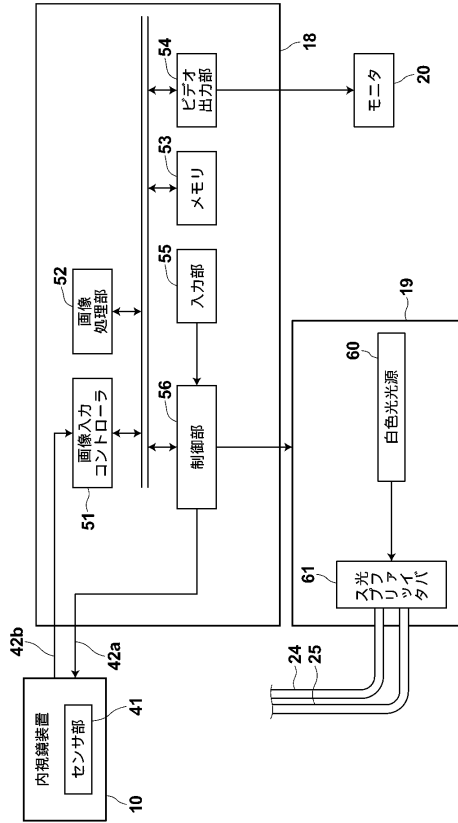 内視鏡装置
センサ部
41
10
42b
42a
画像入力
コントローラ
51
画像
処理部
52
制御部
56
入力部
55
メモリ
53
ビデオ
出力部
54
18
モニタ
20
19
白色光光源
60
光ファイバ
スプリッタ
61
24
25